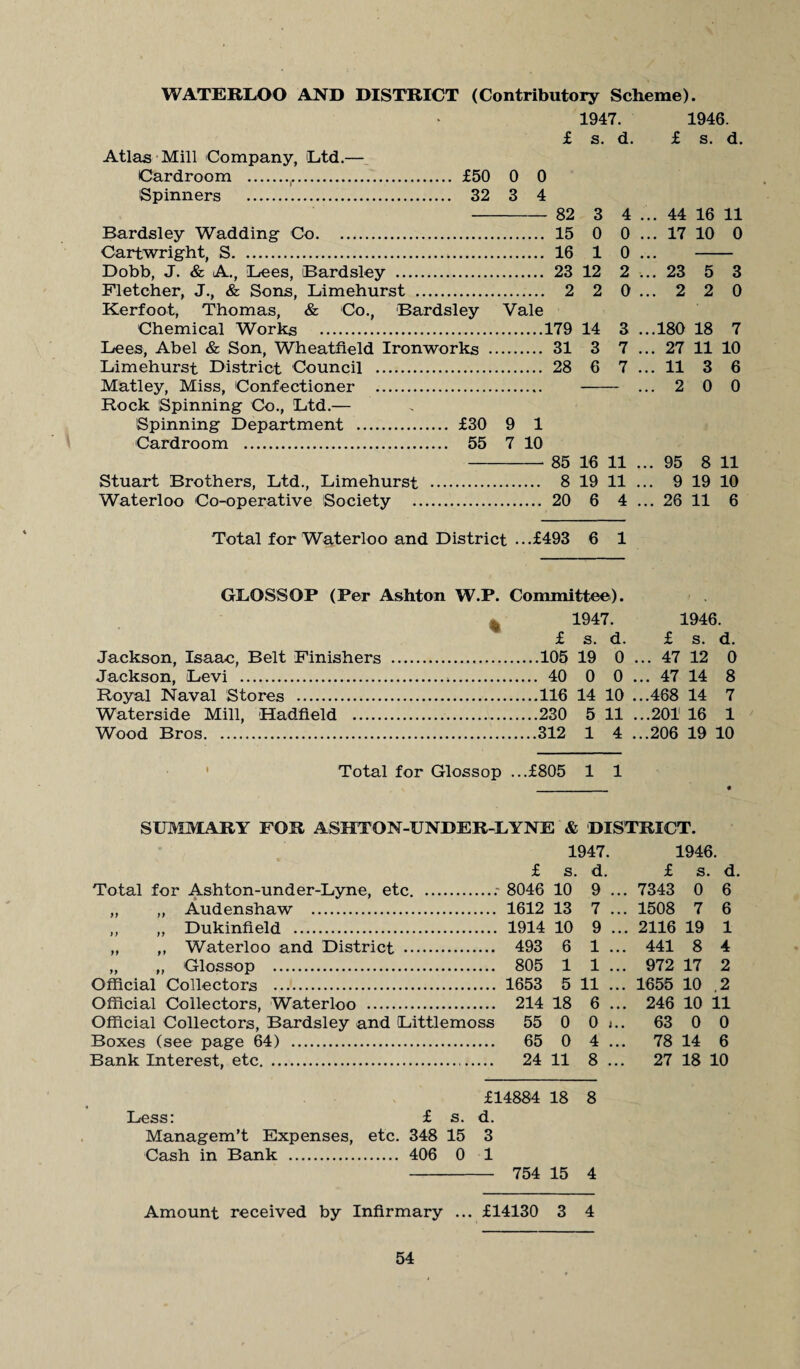 WATERLOO AND DISTRICT (Contributory Scheme).
1947. 1946.
£ s. d. £ s. d.
Atlas Mill Company, Ltd.—
Cardroom .......... £50 0 0
Spinners .......... 32 3 4
82 3 4 ... 44 16 11
Bardsley Wadding Co. .......... 15 0 0 ... 17 10 0
Cartwright, S. .......... 16 1 0 ... ——
Dobb, J. & A., Lees, Bardsley .......... 23 12 2 ... 23 5 3
Fletcher, J., & Sons, Limehurst .......... 2 2 0 ... 2 2 0
Kerfoot, Thomas, & Co., Bardsley Vale
Chemical Works .......... 179 14 3 ...180 18 7
Lees, Abel & Son, Wheatfield Ironworks .......... 31 3 7 ... 27 11 10
Limehurst District Council .......... 28 6 7 ... 11 3 6
Matley, Miss, Confectioner .......... —— ... 2 0 0
Rock Spinning Co., Ltd.—
Spinning Department .......... £30 9 1
Cardroom .......... 55 7 10
85 16 11 ... 95 8 11
Stuart Brothers, Ltd., Limehurst .......... 8 19 11 ... 9 19 10
Waterloo Co-operative Society .......... 20 6 4 ... 26 11 6
Total for Waterloo and District ...£493 6 1
GLOSSOP (Per Ashton W.P. Committee).
1947. 1946.
£ s. d. £ s. d.
Jackson, Isaac, Belt Finishers .......... 105 19 0 ... 47 12 0
Jackson, Levi .......... 40 0 0 ... 47 14 8
Royal Naval Stores .......... 116 14 10 ...468 14 7
Waterside Mill, Hadfield .......... 230 5 11 ...201 16 1
Wood Bros. .......... 312 1 4 ...206 19 10
Total for Glossop ...£805 1 1
SUMMARY FOR ASHTON-UNDER-LYNE & DISTRICT.
1947. 1946.
£ s. d. £ s. d.
Total for Ashton-under-Lyne, etc. .......... 8046 10 9 ... 7343 0 6
„ „ Audenshaw .......... 1612 13 7 ... 1508 7 6
„ „ Dukinfield .......... 1914 10 9 ... 2116 19 1
„ „ Waterloo and District .......... 493 6 1 ... 441 8 4
„ „ Glossop .......... 805 1 1 ... 972 17 2
Official Collectors .......... 1653 5 11 ... 1655 10 2
Official Collectors, Waterloo .......... 214 18 6 ... 246 10 11
Official Collectors, Bardsley and Littlemoss 55 0 0 ... 63 0 0
Boxes (see page 64) .......... 65 0 4 ... 78 14 6
Bank Interest, etc. .......... 24 11 8 ... 27 18 10
£14884 18 8
Less: £ s. d.
Managem't Expenses, etc. 348 15 3
Cash in Bank .......... 406 0 1
754 15 4
Amount received by Infirmary ... £14130 3 4
54